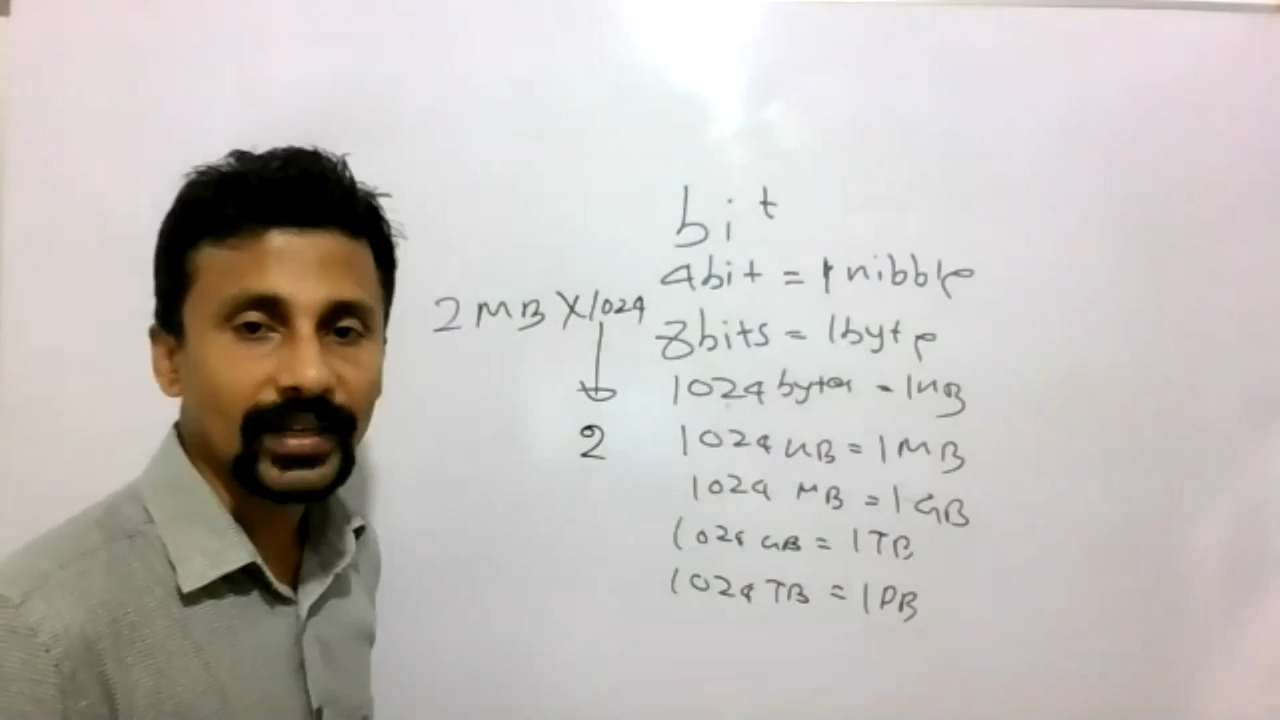 bit
4bit = 1 nibble
2MB X1024
8bits = 1byte
1024 bytes = 1KB
2
1024 KB = 1MB
1024 MB = 1GB
1024 GB = 1TB
1024 TB = 1PB